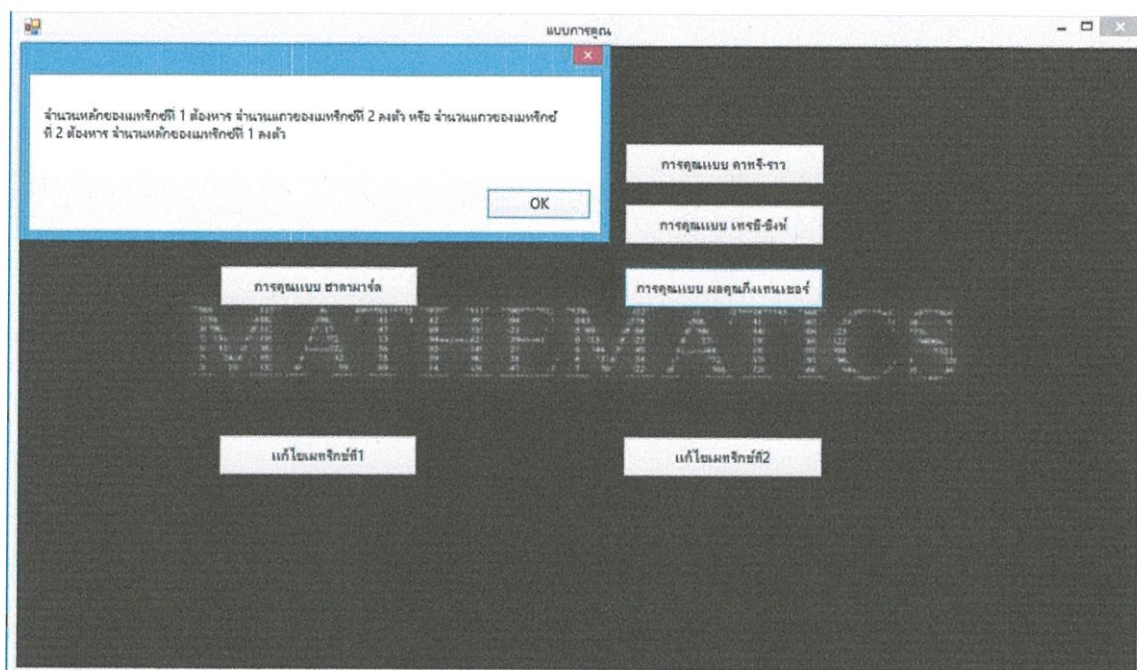 แบบการคูณ
จำนวนหลักของเมทริกซ์ที่ 1 ต้องหาร จำนวนแถวของเมทริกซ์ที่ 2 ลงตัว หรือ จำนวนแถวของเมทริกซ์
ที่ 2 ต้องหาร จำนวนหลักของเมทริกซ์ที่ 1 ลงตัว
OK
การคูณแบบ คาทรี-ราว
การคูณแบบ เทรซี-ซิงห์
การคูณแบบ ฮาดามาร์ด
การคูณแบบ ผลคูณกึ่งเทนเซอร์
MATHEMATICS
แก้ไขเมทริกซ์ที่1
แก้ไขเมทริกซ์ที่2